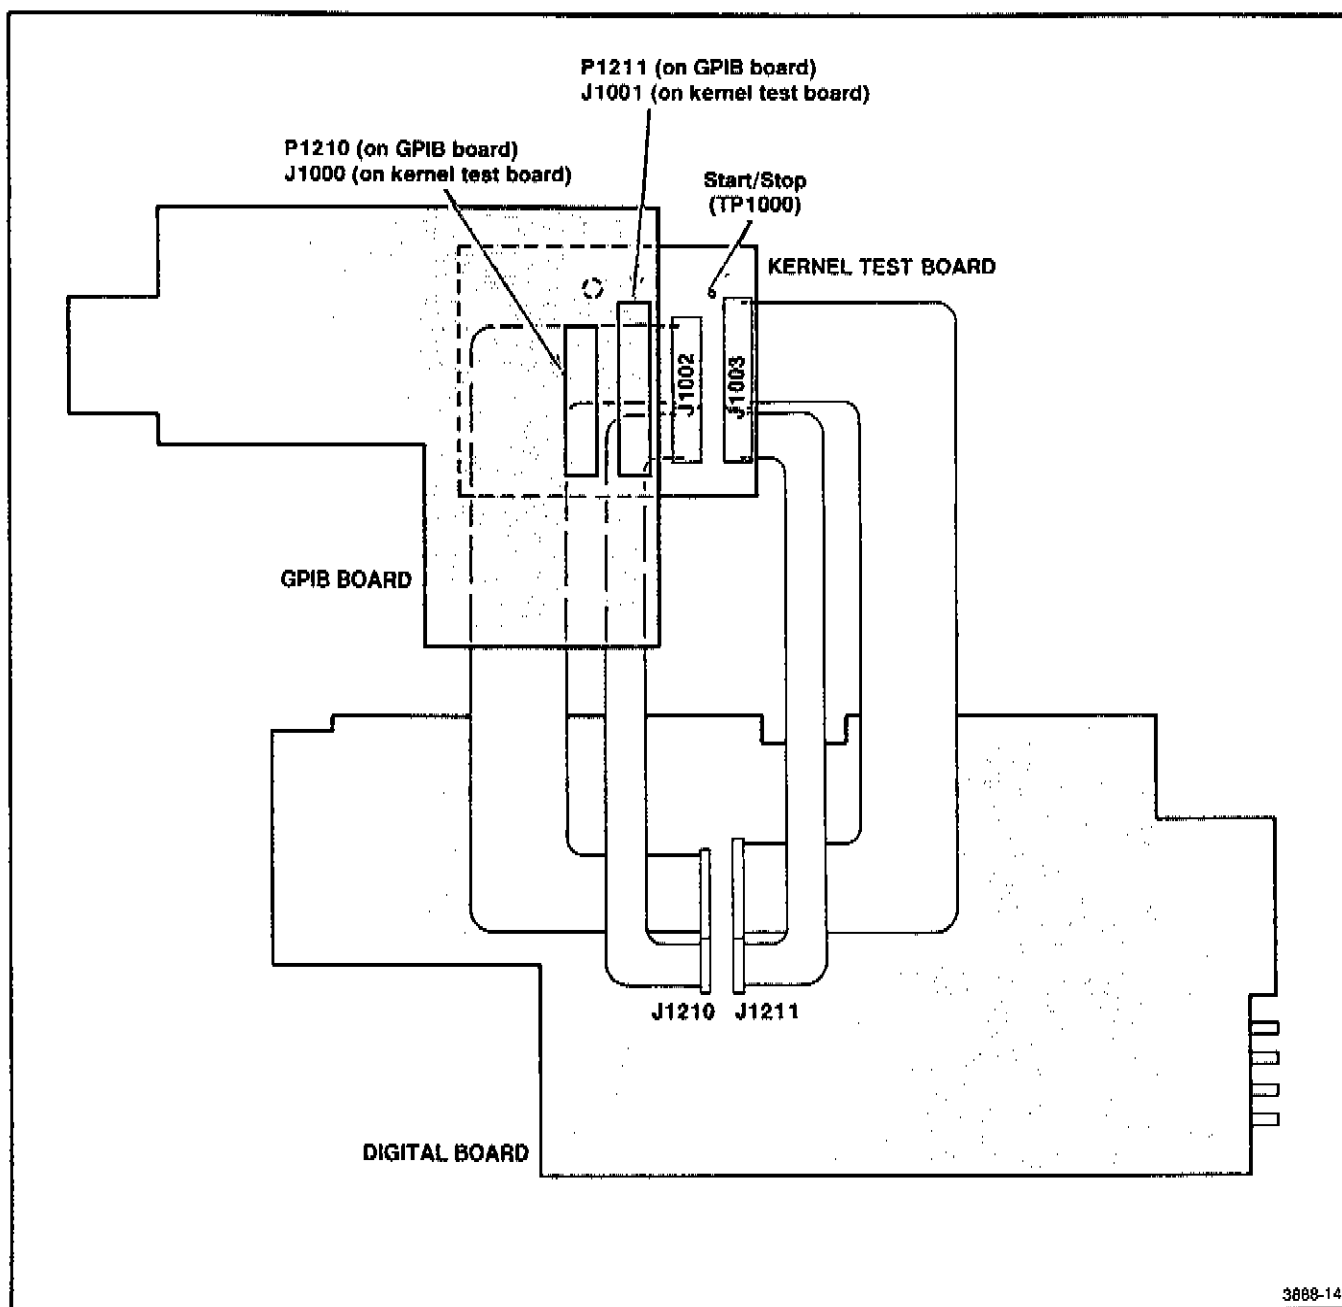 P1211 (on GPIB board)
J1001 (on kernel test board)
P1210 (on GPIB board)
J1000 (on kernel test board)
Start/Stop
(TP1000)
KERNEL TEST BOARD
J1002
J1003
GPIB BOARD
J1210 J1211
DIGITAL BOARD
3888-14